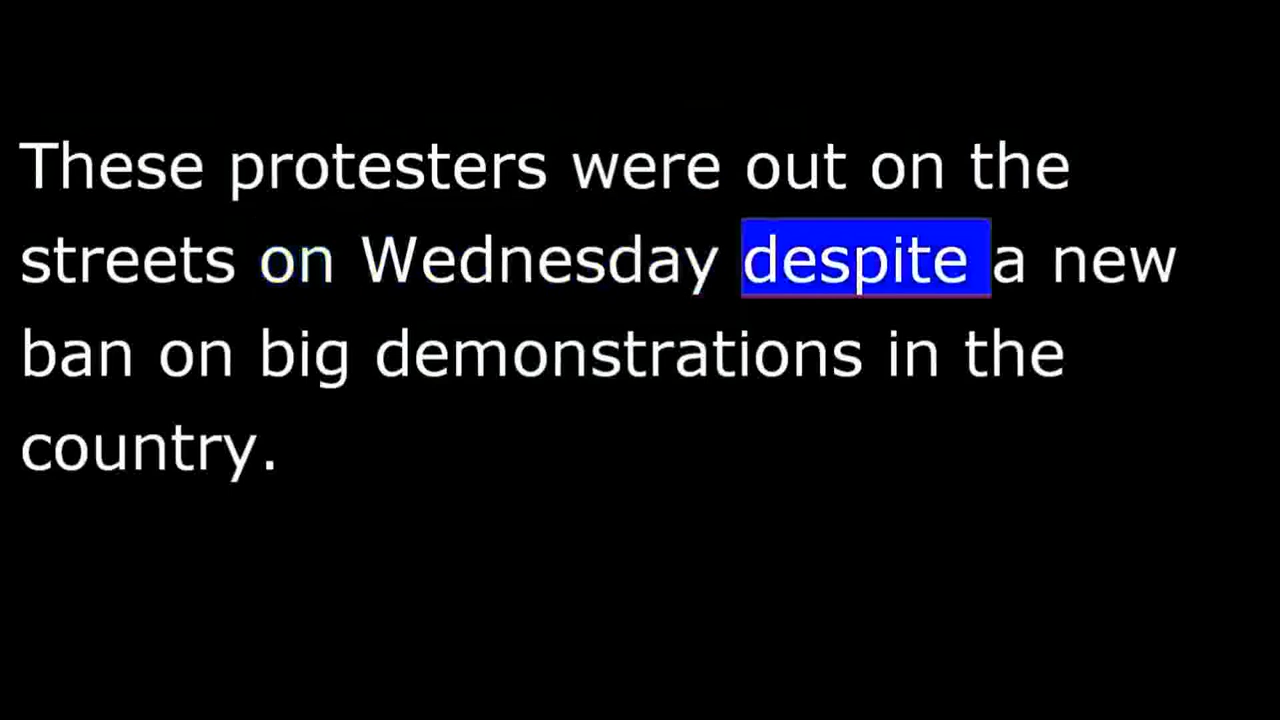 These protesters were out on the
streets on Wednesday despite a new
ban on big demonstrations in the
country.